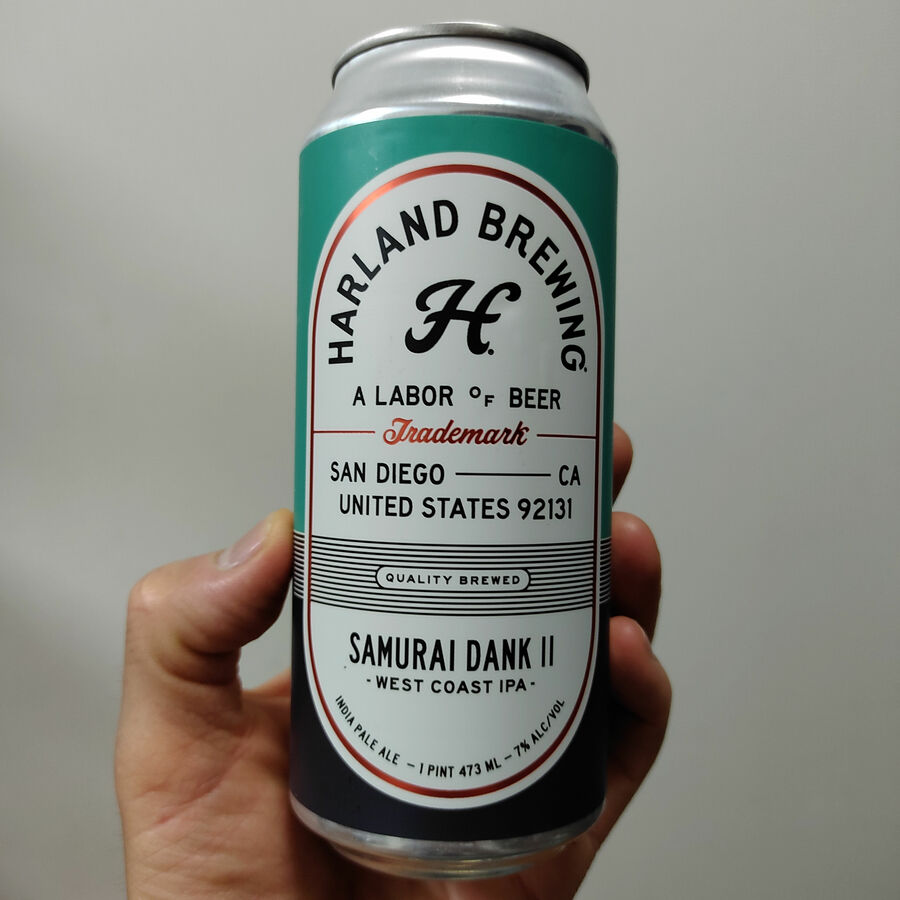 HARLAND BREWING
H.
A LABOR OF BEER
Trademark
SAN DIEGO — CA
UNITED STATES 92131
QUALITY BREWED
SAMURAI DANK II
- WEST COAST IPA -
INDIA PALE ALE — 1 PINT 473 ML — 7% ALC/VOL